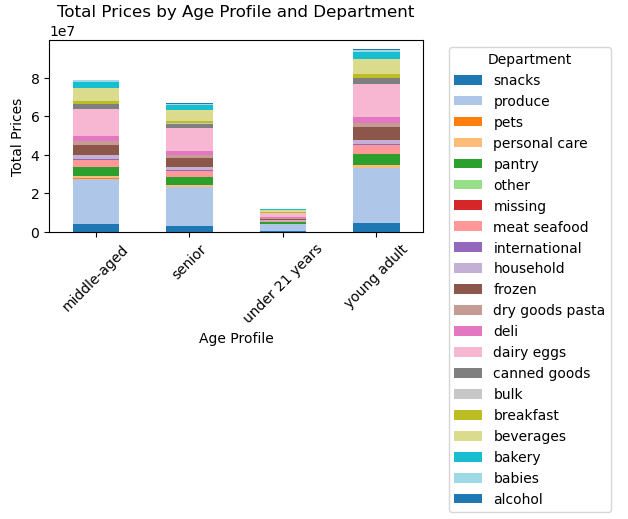 Total Prices by Age Profile and Department
1e7
8
6
4
2
0
Total Prices
middle-aged
senior
under 21 years
young adult
Age Profile
Department
snacks
produce
pets
personal care
pantry
other
missing
meat seafood
international
household
frozen
dry goods pasta
deli
dairy eggs
canned goods
bulk
breakfast
beverages
bakery
babies
alcohol